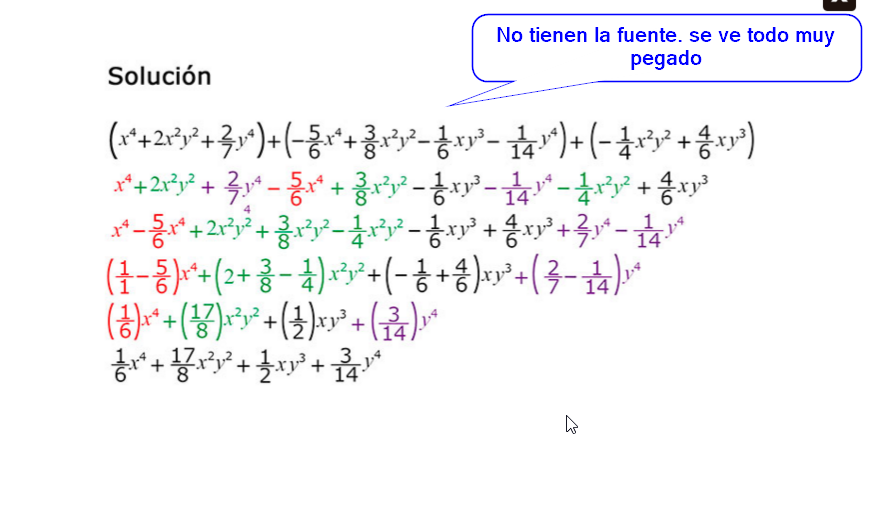 No tienen la fuente. se ve todo muy
pegado
Solución
(x⁴+2x²y²+2/7y⁴)+(−5/6x⁴+3/8x²y²−1/6xy³−1/14y⁴)+(−1/4x²y²+4/6xy³)
x⁴+2x²y²+2/7y⁴−5/6x⁴+3/8x²y²−1/6xy³−1/14y⁴−1/4x²y²+4/6xy³
4
x⁴−5/6x⁴+2x²y²+3/8x²y²−1/4x²y²−1/6xy³+4/6xy³+2/7y⁴−1/14y⁴
(1/1−5/6)x⁴+(2+3/8−1/4)x²y²+(−1/6+4/6)xy³+(2/7−1/14)y⁴
(1/6)x⁴+(17/8)x²y²+(1/2)xy³+(3/14)y⁴
1/6x⁴+17/8x²y²+1/2xy³+3/14y⁴